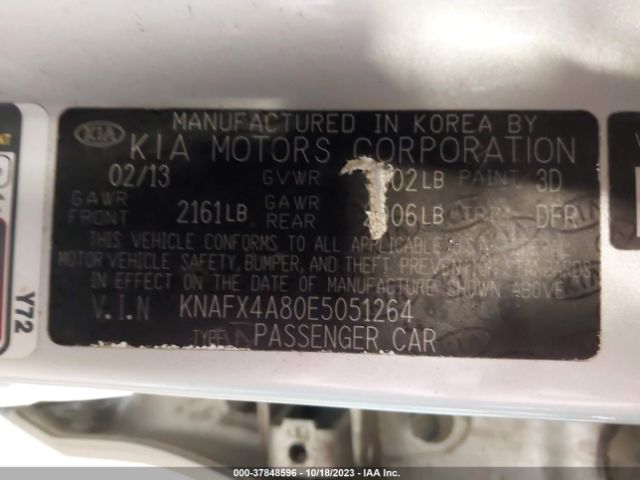 KIA
MANUFACTURED IN KOREA BY
KIA MOTORS CORPORATION
02/13 GVWR 02LB PAINT 3D
GAWR FRONT 2161LB GAWR REAR 06LB TRIM DFR
THIS VEHICLE CONFORMS TO ALL APPLICABLE
MOTOR VEHICLE SAFETY, BUMPER, AND THEFT PREVENTION
IN EFFECT ON THE DATE OF MANUFACTURE SHOWN ABOVE
V.I.N KNAFX4A80E5051264
TYPE: PASSENGER CAR
Y72
000-37848596 - 10/18/2023 - IAA Inc.